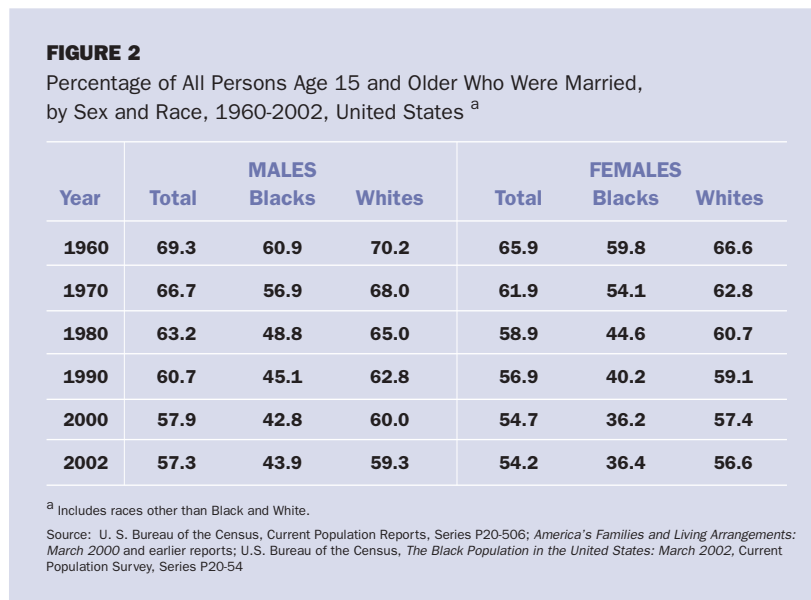 FIGURE 2
Percentage of All Persons Age 15 and Older Who Were Married,
by Sex and Race, 1960-2002, United States a
MALES FEMALES
Year Total Blacks Whites Total Blacks Whites
1960 69.3 60.9 70.2 65.9 59.8 66.6
1970 66.7 56.9 68.0 61.9 54.1 62.8
1980 63.2 48.8 65.0 58.9 44.6 60.7
1990 60.7 45.1 62.8 56.9 40.2 59.1
2000 57.9 42.8 60.0 54.7 36.2 57.4
2002 57.3 43.9 59.3 54.2 36.4 56.6
a Includes races other than Black and White.
Source: U. S. Bureau of the Census, Current Population Reports, Series P20-506; America's Families and Living Arrangements:
March 2000 and earlier reports; U.S. Bureau of the Census, The Black Population in the United States: March 2002, Current
Population Survey, Series P20-54